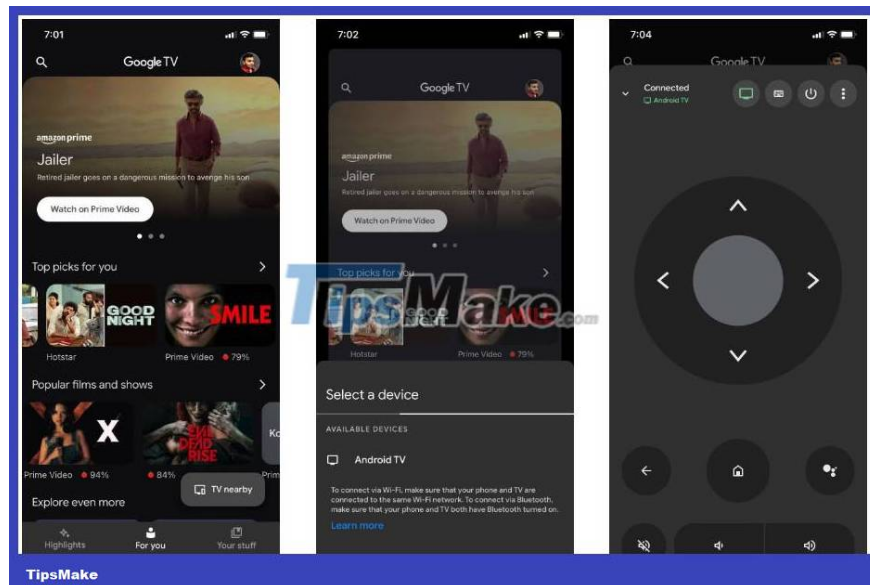 7:01
Google TV
amazon prime
Jailer
Retired jailer goes on a dangerous mission to avenge his son
Watch on Prime Video
Top picks for you
GOOD NIGHT
SMILE
Hotstar
Prime Video 79%
Popular films and shows
X
EVIL DEAD RISE
Ko
Prime Video 94%
84%
Prim
TV nearby
Explore even more
Highlights
For you
Your stuff
7:02
Google TV
amazon prime
Jailer
Retired jailer goes on a dangerous mission to avenge his son
Watch on Prime Video
Top picks for you
Hotstar
Prime Video 79%
Select a device
AVAILABLE DEVICES
Android TV
To connect via Wi-Fi, make sure that your phone and TV are
connected to the same Wi-Fi network. To connect via Bluetooth,
make sure that your phone and TV both have Bluetooth turned on.
Learn more
7:04
Google TV
Connected
Android TV
TipsMake.com
TipsMake